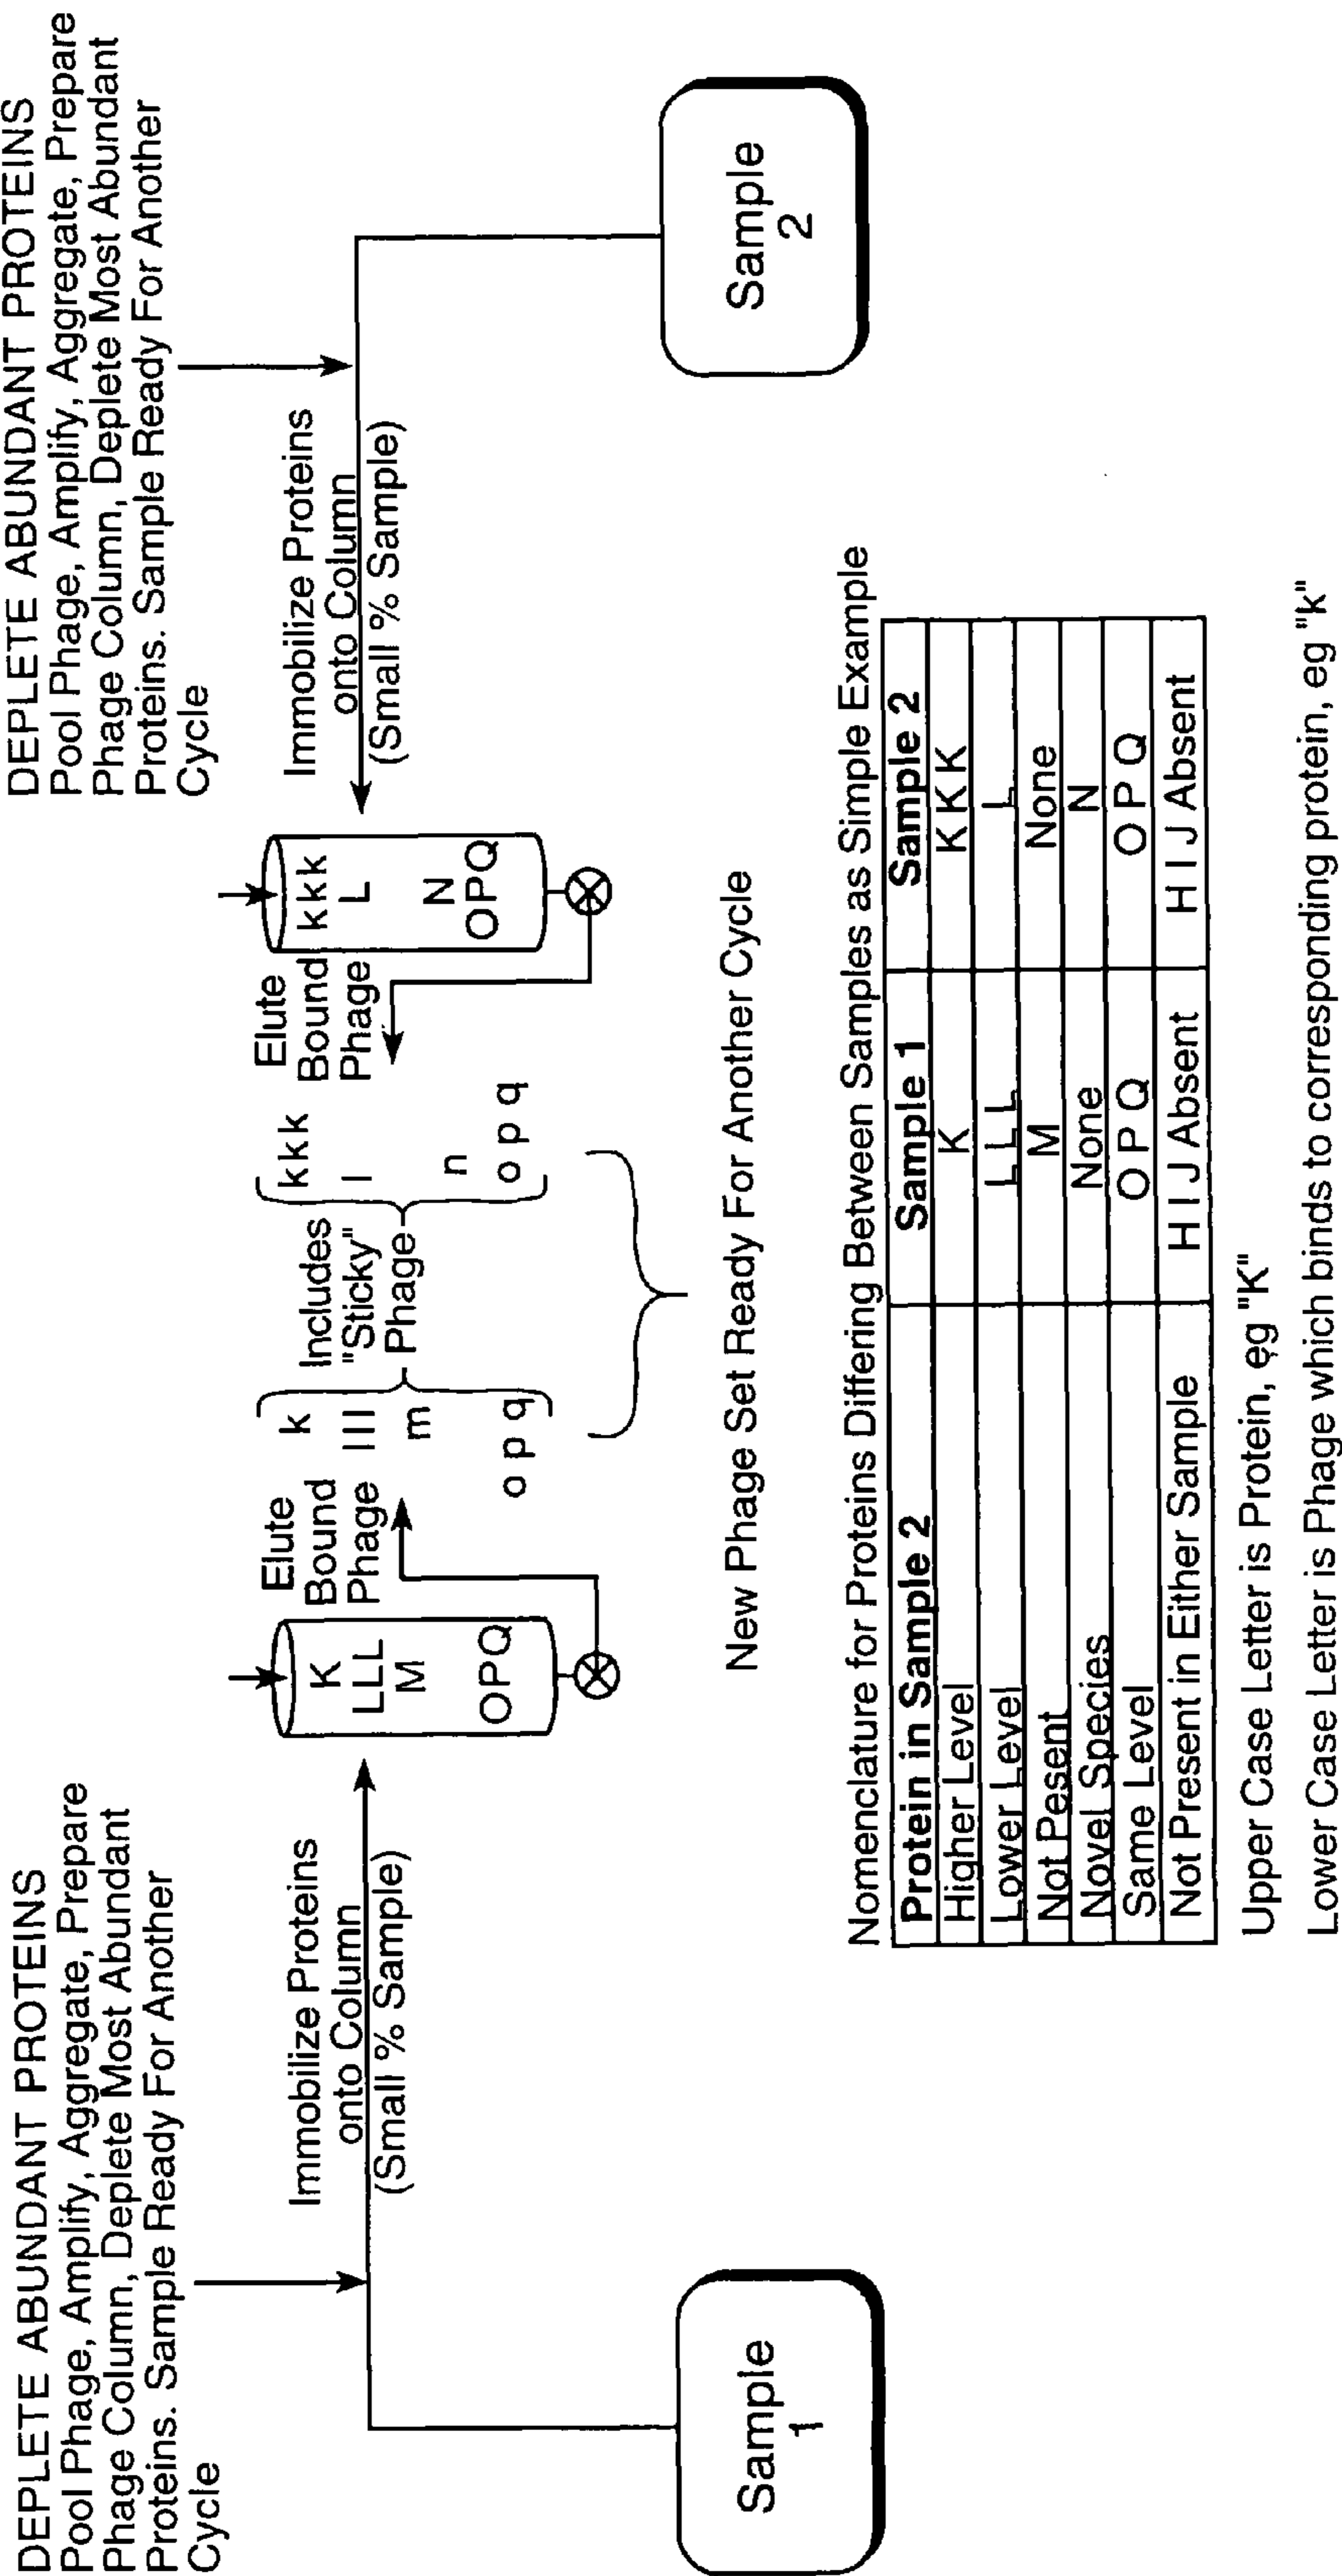 DEPLETE ABUNDANT PROTEINS
Pool Phage, Amplify, Aggregate, Prepare
Phage Column, Deplete Most Abundant
Proteins. Sample Ready For Another
Cycle
DEPLETE ABUNDANT PROTEINS
Pool Phage, Amplify, Aggregate, Prepare
Phage Column, Deplete Most Abundant
Proteins. Sample Ready For Another
Cycle
Immobilize Proteins
onto Column
(Small % Sample)
K
LLL
M
OPQ
Elute
Bound
Phage
k
l l l
m
o p q
Includes
"Sticky"
Phage
k k k
l
n
o p q
Elute
Bound
Phage
k k k
L
N
OPQ
Immobilize Proteins
onto Column
(Small % Sample)
Sample
1
Sample
2
New Phage Set Ready For Another Cycle
Nomenclature for Proteins Differing Between Samples as Simple Example
Protein in Sample 2 Sample 1 Sample 2
Higher Level K K K K
Lower Level L L L L
Not Pesent M None
Novel Species None N
Same Level O P Q O P Q
Not Present in Either Sample H I J Absent H I J Absent
Upper Case Letter is Protein, eg "K"
Lower Case Letter is Phage which binds to corresponding protein, eg "k"